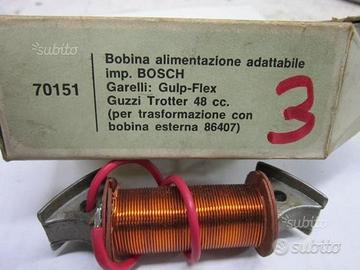 70151
Bobina alimentazione adattabile
imp. BOSCH
Garelli: Gulp-Flex
Guzzi Trotter 48 cc.
(per trasformazione con
bobina esterna 86407)
3
subito
subito